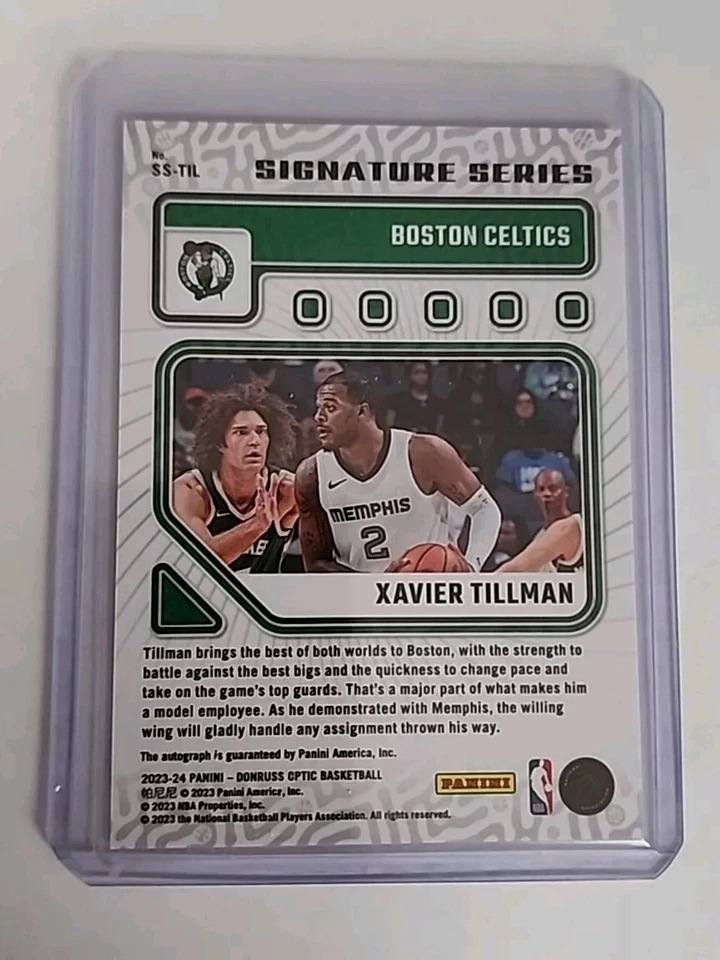 No.
SS-TIL
SIGNATURE SERIES
BOSTON CELTICS
MEMPHIS
2
XAVIER TILLMAN
Tillman brings the best of both worlds to Boston, with the strength to
battle against the best bigs and the quickness to change pace and
take on the game's top guards. That's a major part of what makes him
a model employee. As he demonstrated with Memphis, the willing
wing will gladly handle any assignment thrown his way.
The autograph is guaranteed by Panini America, Inc.
2023-24 PANINI – DONRUSS OPTIC BASKETBALL
帕尼尼 © 2023 Panini America, Inc.
© 2023 NBA Properties, Inc.
© 2023 the National Basketball Players Association. All rights reserved.
PANINI
NBA